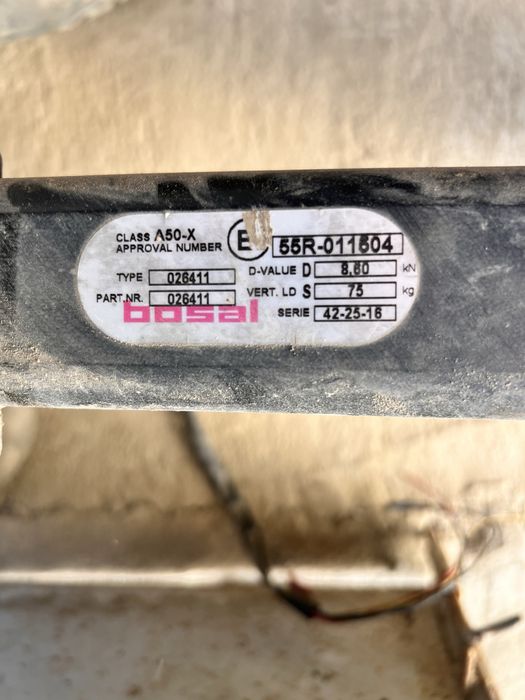 CLASS A50-X
APPROVAL NUMBER E 55R-011504
TYPE 026411 D-VALUE D 8,60 kN
PART.NR. 026411 VERT. LD S 75 kg
bosal SERIE 42-25-16